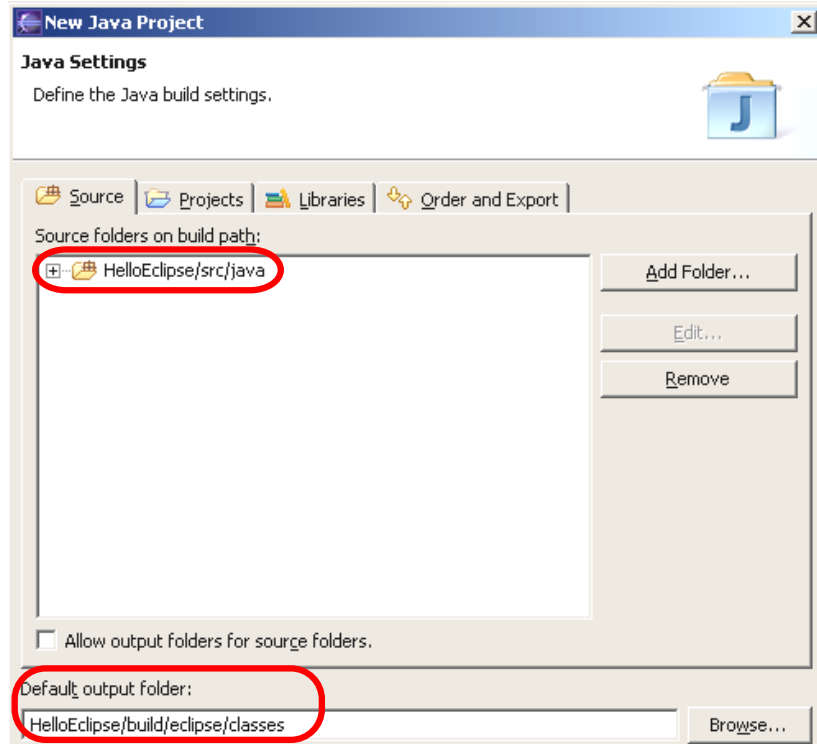 New Java Project
Java Settings
Define the Java build settings.
Source Projects Libraries Order and Export
Source folders on build path:
HelloEclipse/src/java
Add Folder...
Edit...
Remove
Allow output folders for source folders.
Default output folder:
HelloEclipse/build/eclipse/classes
Browse...